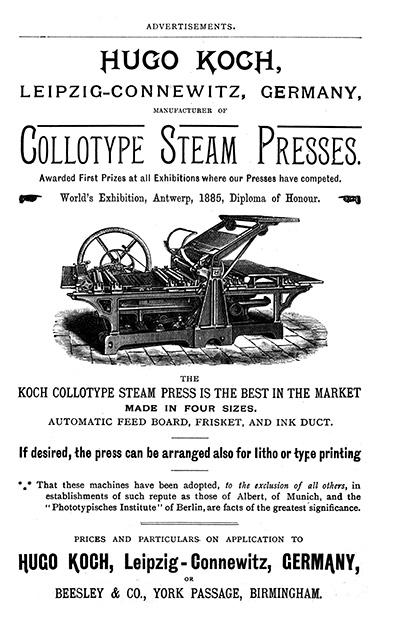 ADVERTISEMENTS.
HUGO KOCH,
LEIPZIG-CONNEWITZ, GERMANY,
MANUFACTURER OF
COLLOTYPE STEAM PRESSES.
Awarded First Prizes at all Exhibitions where our Presses have competed.
World's Exhibition, Antwerp, 1885, Diploma of Honour.
THE
KOCH COLLOTYPE STEAM PRESS IS THE BEST IN THE MARKET
MADE IN FOUR SIZES.
AUTOMATIC FEED BOARD, FRISKET, AND INK DUCT.
If desired, the press can be arranged also for litho or type printing
*** That these machines have been adopted, to the exclusion of all others, in
establishments of such repute as those of Albert, of Munich, and the
"Phototypisches Institute" of Berlin, are facts of the greatest significance.
PRICES AND PARTICULARS ON APPLICATION TO
HUGO KOCH, Leipzig-Connewitz, GERMANY,
OR
BEESLEY & CO., YORK PASSAGE, BIRMINGHAM.